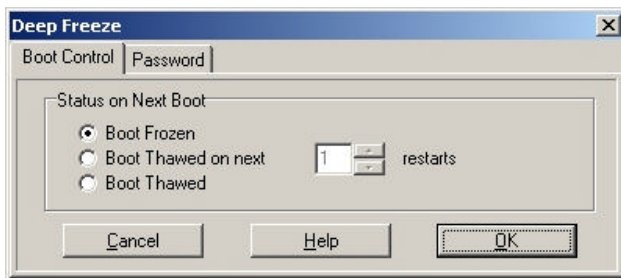 Deep Freeze
Boot Control Password
Status on Next Boot
Boot Frozen
Boot Thawed on next 1 restarts
Boot Thawed
Cancel Help OK